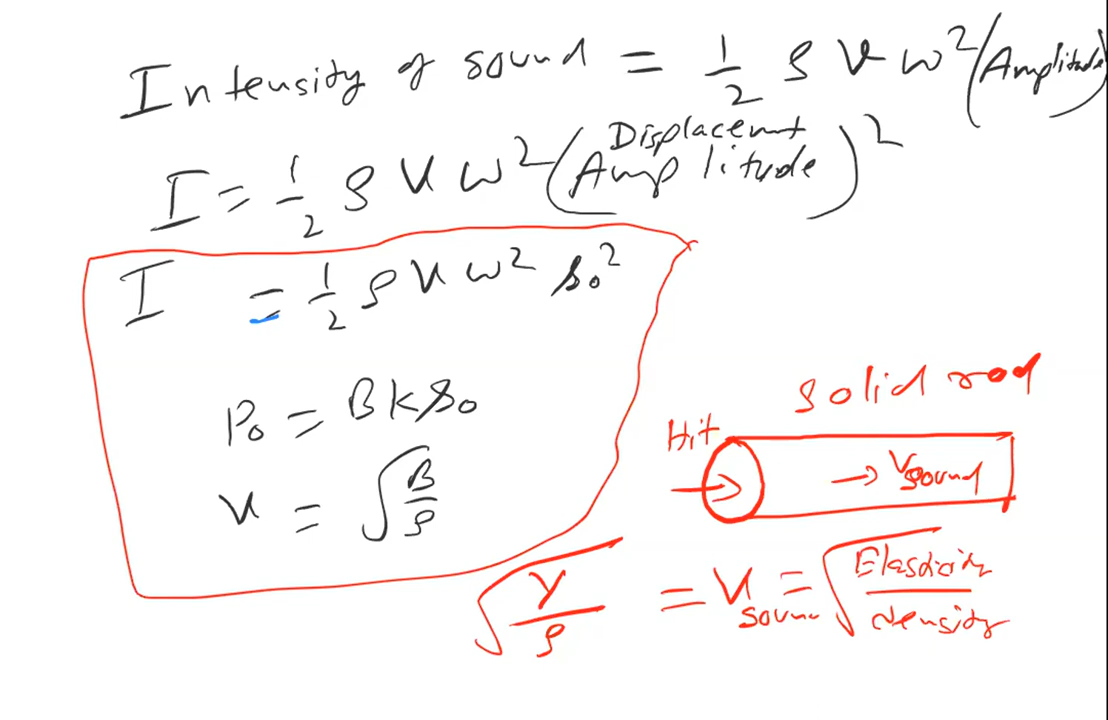 Intensity of sound = 1/2 ρ v ω² (Amplitude)
I = 1/2 ρ v ω² (Displacement Amplitude)²
I = 1/2 ρ v ω² s₀²
P₀ = B k s₀
v = √(B/ρ)
solid rod
Hit
→ Vsound
√(Y/ρ) = v sound = √(Elasticity/density)